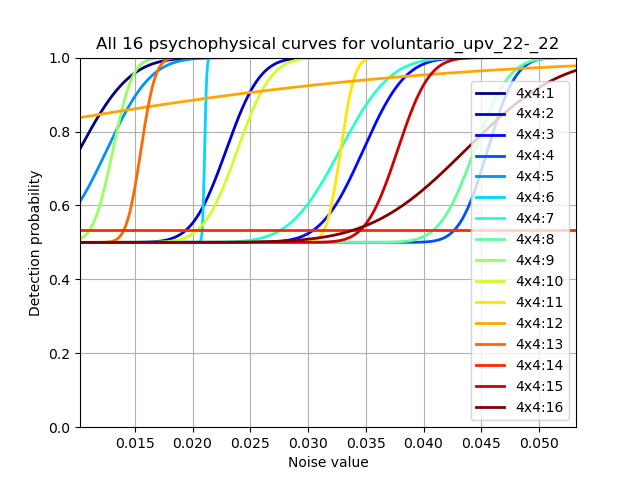 All 16 psychophysical curves for voluntario_upv_22-_22
Detection probability
1.0
0.8
0.6
0.4
0.2
0.0
0.015 0.020 0.025 0.030 0.035 0.040 0.045 0.050
Noise value
4x4:1
4x4:2
4x4:3
4x4:4
4x4:5
4x4:6
4x4:7
4x4:8
4x4:9
4x4:10
4x4:11
4x4:12
4x4:13
4x4:14
4x4:15
4x4:16